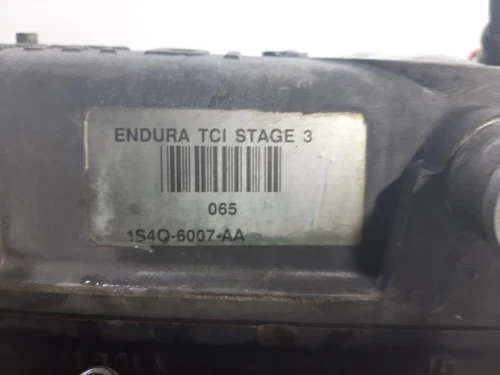 ENDURA TCI STAGE 3
065
1S4Q-6007-AA